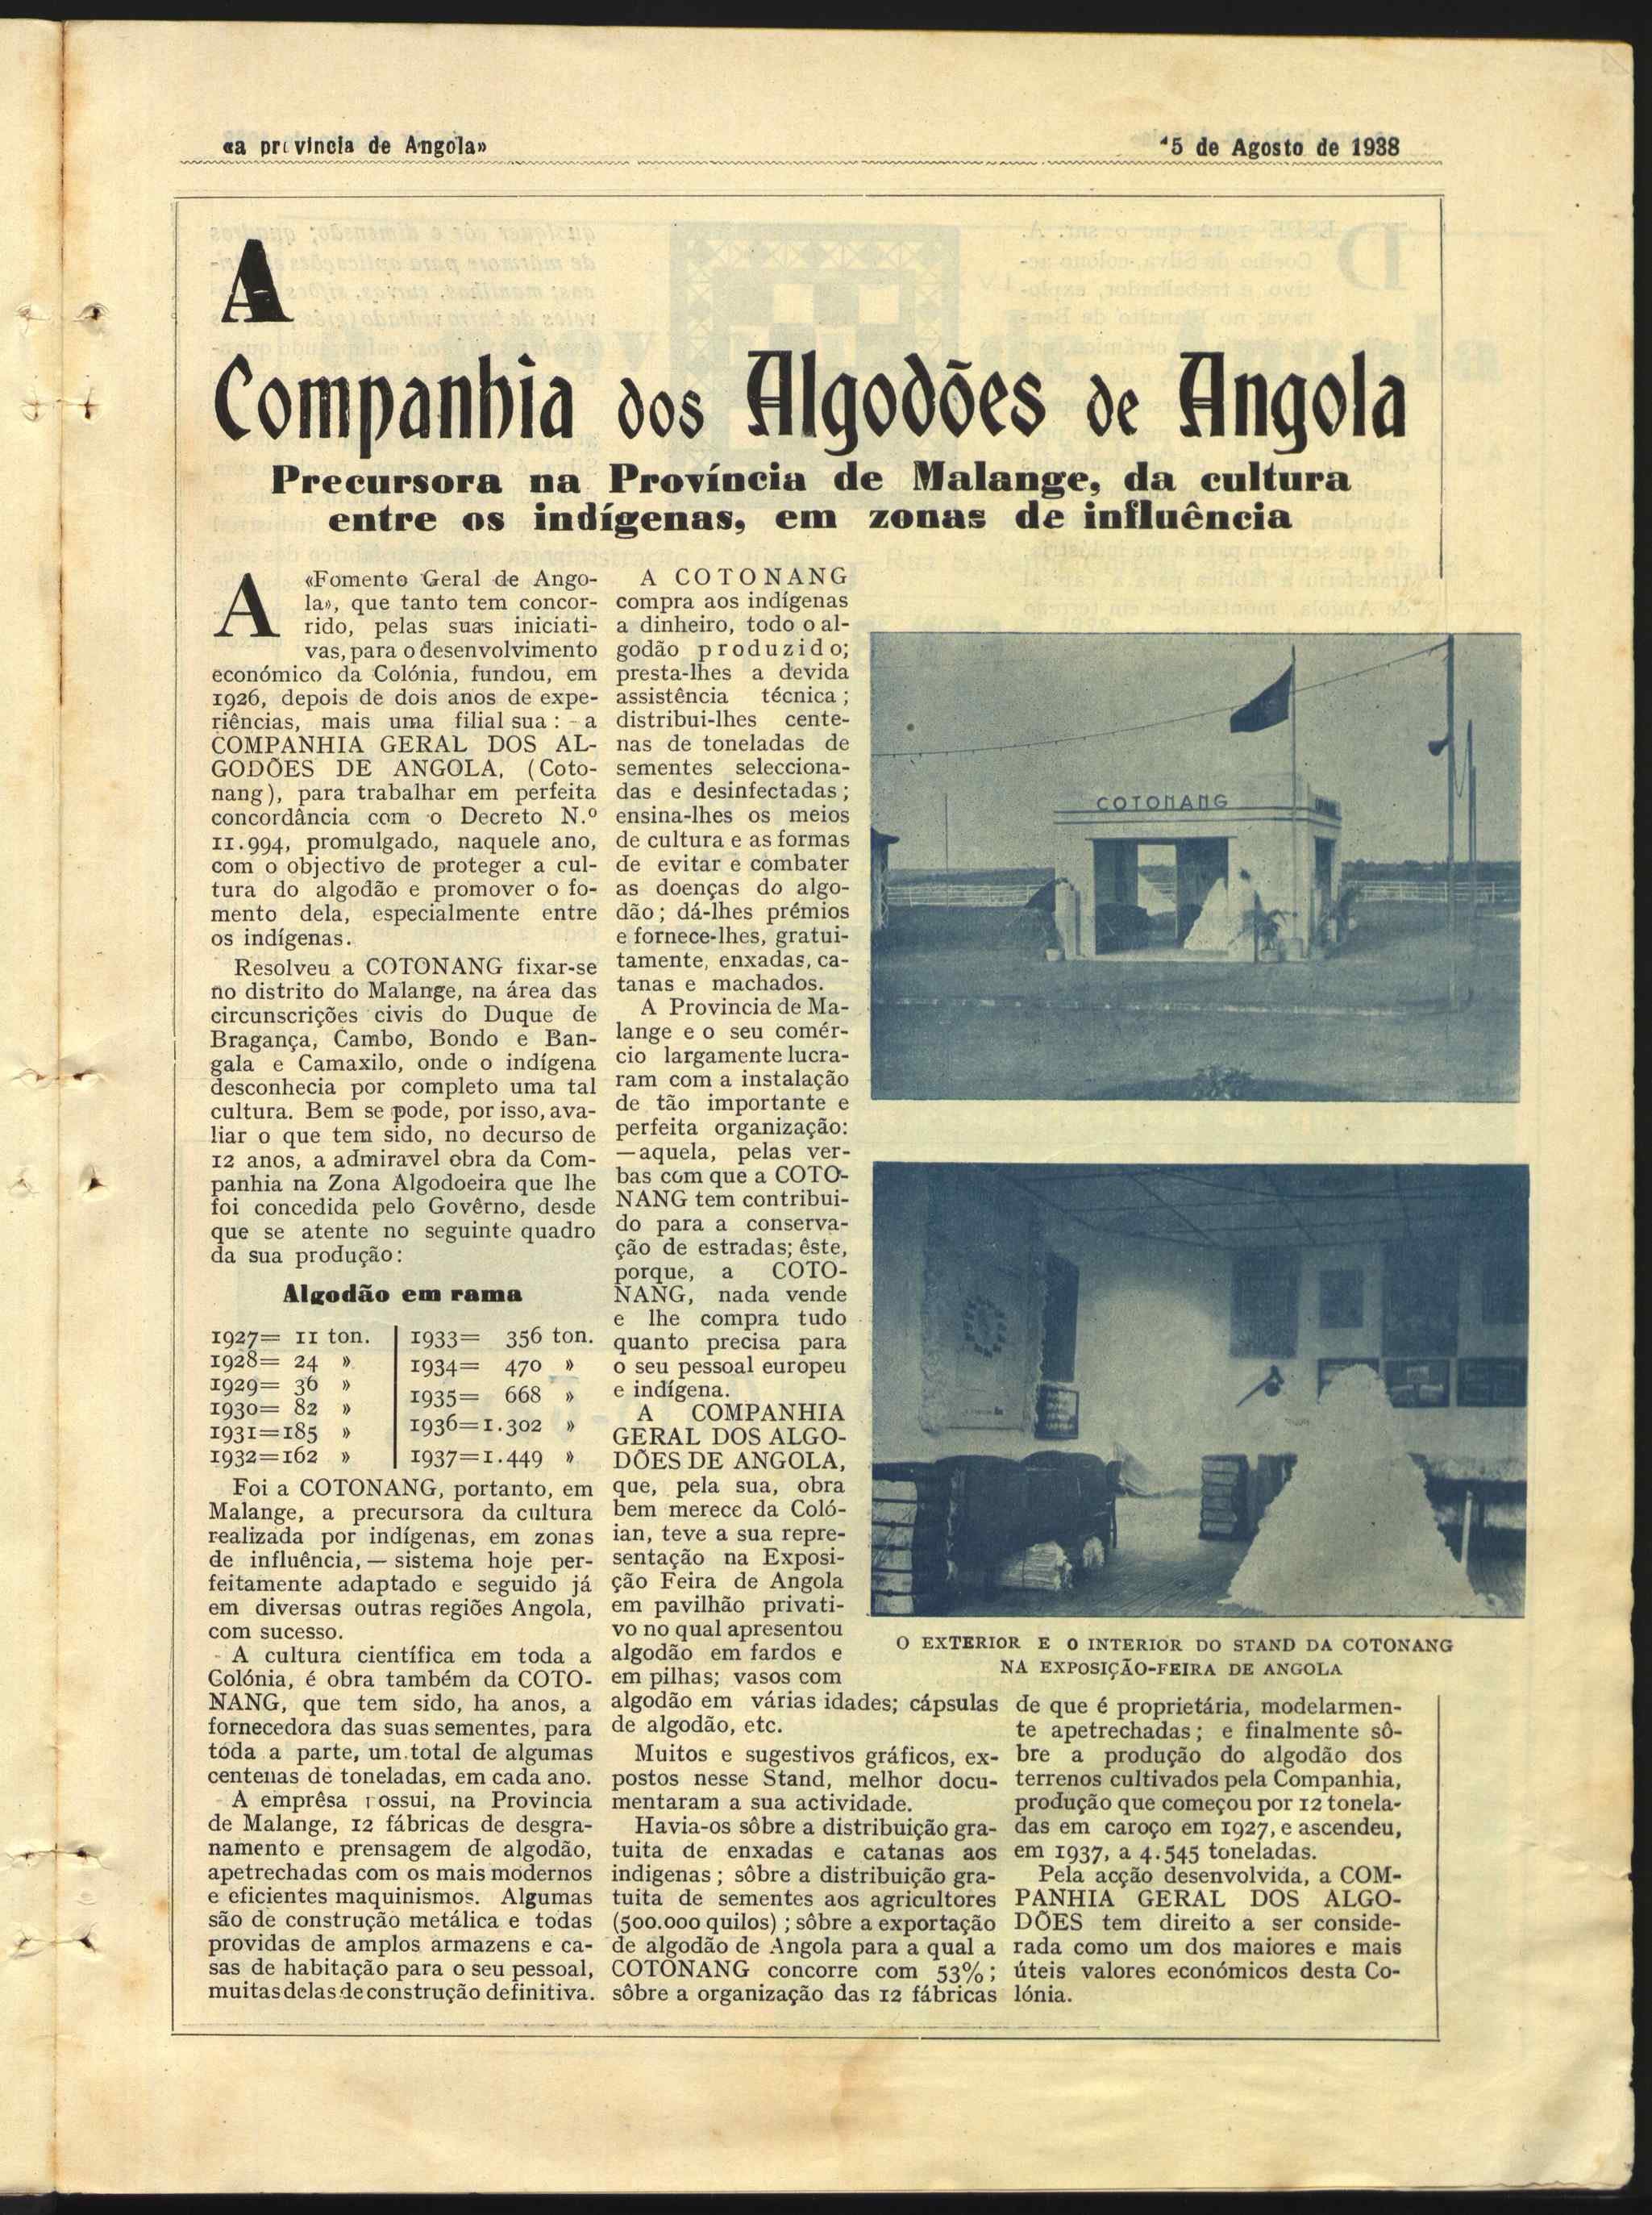 «a provincia de Angola»
15 de Agosto de 1938
A
Companhia dos Algodões de Angola
Precursora na Província de Malange, da cultura
entre os indígenas, em zonas de influência
A «Fomento Geral de Ango-
la», que tanto tem concor-
rido, pelas suas iniciati-
vas, para o desenvolvimento
económico da Colónia, fundou, em
1926, depois de dois anos de expe-
riências, mais uma filial sua : - a
COMPANHIA GERAL DOS AL-
GODÕES DE ANGOLA, (Coto-
nang), para trabalhar em perfeita
concordância com o Decreto N.º
11.994, promulgado, naquele ano,
com o objectivo de proteger a cul-
tura do algodão e promover o fo-
mento dela, especialmente entre
os indígenas.
Resolveu a COTONANG fixar-se
no distrito do Malange, na área das
circunscrições civis do Duque de
Bragança, Cambo, Bondo e Ban-
gala e Camaxilo, onde o indígena
desconhecia por completo uma tal
cultura. Bem se pode, por isso, ava-
liar o que tem sido, no decurso de
12 anos, a admiravel obra da Com-
panhia na Zona Algodoeira que lhe
foi concedida pelo Govêrno, desde
que se atente no seguinte quadro
da sua produção:
Algodão em rama
1927= 11 ton.
1928= 24 »
1929= 36 »
1930= 82 »
1931=185 »
1932=162 »
1933= 356 ton.
1934= 470 »
1935= 668 »
1936=1.302 »
1937=1.449 »
Foi a COTONANG, portanto, em
Malange, a precursora da cultura
realizada por indígenas, em zonas
de influência, — sistema hoje per-
feitamente adaptado e seguido já
em diversas outras regiões Angola,
com sucesso.
- A cultura científica em toda a
Colónia, é obra também da COTO-
NANG, que tem sido, ha anos, a
fornecedora das suas sementes, para
toda a parte, um total de algumas
centenas de toneladas, em cada ano.
- A emprêsa possui, na Provincia
de Malange, 12 fábricas de desgra-
namento e prensagem de algodão,
apetrechadas com os mais modernos
e eficientes maquinismos. Algumas
são de construção metálica e todas
providas de amplos armazens e ca-
sas de habitação para o seu pessoal,
muitas delas de construção definitiva.
A COTONANG
compra aos indígenas
a dinheiro, todo o al-
godão produzido;
presta-lhes a devida
assistência técnica ;
distribui-lhes cente-
nas de toneladas de
sementes selecciona-
das e desinfectadas ;
ensina-lhes os meios
de cultura e as formas
de evitar e combater
as doenças do algo-
dão ; dá-lhes prémios
e fornece-lhes, gratui-
tamente, enxadas, ca-
tanas e machados.
A Provincia de Ma-
lange e o seu comér-
cio largamente lucra-
ram com a instalação
de tão importante e
perfeita organização:
—aquela, pelas ver-
bas com que a COTO-
NANG tem contribui-
do para a conserva-
ção de estradas; êste,
porque, a COTO-
NANG, nada vende
e lhe compra tudo
quanto precisa para
o seu pessoal europeu
e indígena.
A COMPANHIA
GERAL DOS ALGO-
DÕES DE ANGOLA,
que, pela sua, obra
bem merece da Coló-
ian, teve a sua repre-
sentação na Exposi-
ção Feira de Angola
em pavilhão privati-
vo no qual apresentou
algodão em fardos e
em pilhas; vasos com
algodão em várias idades; cápsulas
de algodão, etc.
Muitos e sugestivos gráficos, ex-
postos nesse Stand, melhor docu-
mentaram a sua actividade.
Havia-os sôbre a distribuição gra-
tuita de enxadas e catanas aos
indigenas ; sôbre a distribuição gra-
tuita de sementes aos agricultores
(500.000 quilos) ; sôbre a exportação
de algodão de Angola para a qual a
COTONANG concorre com 53% ;
sôbre a organização das 12 fábricas
COTONANG
O EXTERIOR E O INTERIOR DO STAND DA COTONANG
NA EXPOSIÇÃO-FEIRA DE ANGOLA
de que é proprietária, modelarmen-
te apetrechadas ; e finalmente sô-
bre a produção do algodão dos
terrenos cultivados pela Companhia,
produção que começou por 12 tonela-
das em caroço em 1927, e ascendeu,
em 1937, a 4.545 toneladas.
Pela acção desenvolvida, a COM-
PANHIA GERAL DOS ALGO-
DÕES tem direito a ser conside-
rada como um dos maiores e mais
úteis valores económicos desta Co-
lónia.